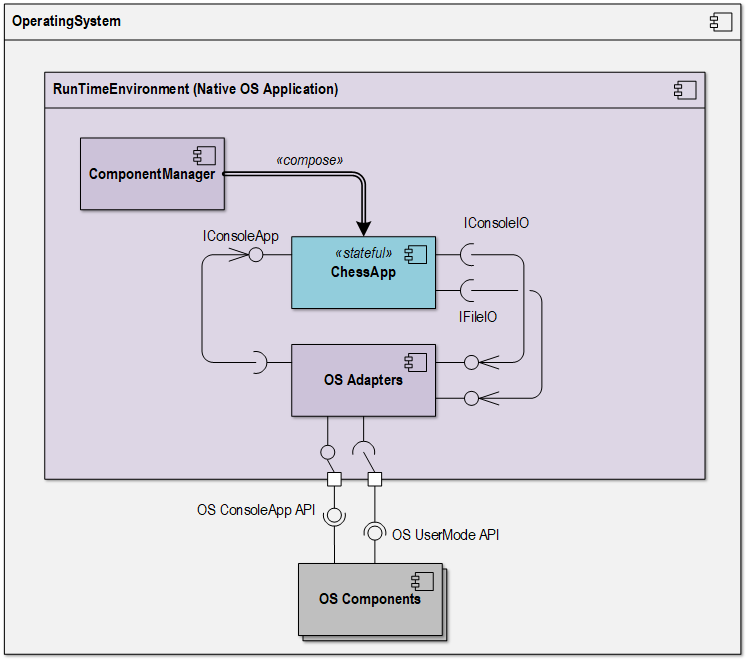 OperatingSystem
RunTimeEnvironment (Native OS Application)
«compose»
ComponentManager
IConsoleApp
IConsoleIO
«stateful»
ChessApp
IFileIO
OS Adapters
OS ConsoleApp API
OS UserMode API
OS Components